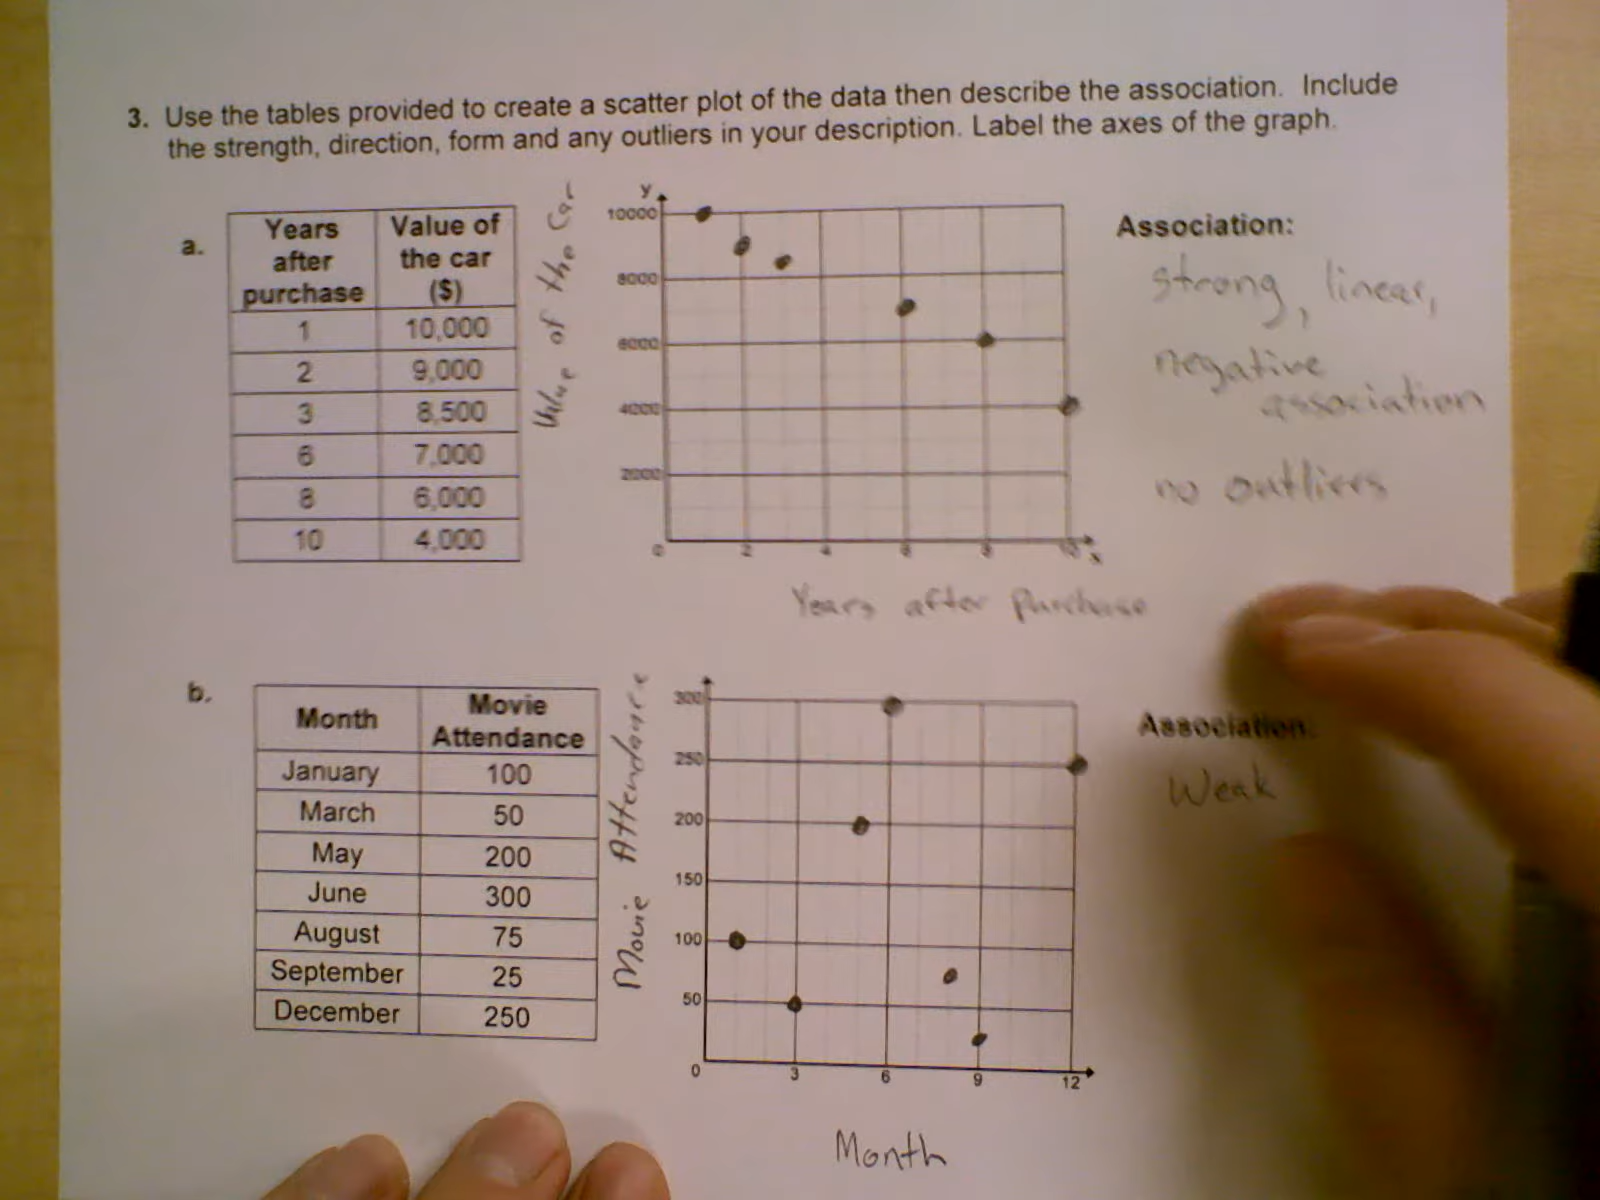 3. Use the tables provided to create a scatter plot of the data then describe the association. Include
the strength, direction, form and any outliers in your description. Label the axes of the graph.
a.
Years after purchase | Value of the car ($)
1 | 10,000
2 | 9,000
3 | 8,500
6 | 7,000
8 | 6,000
10 | 4,000
Value of the Car
y
10000
8000
6000
4000
2000
0 2 4 6 8 10 x
Years after Purchase
Association:
strong, linear,
negative
association
no outliers
b.
Month | Movie Attendance
January | 100
March | 50
May | 200
June | 300
August | 75
September | 25
December | 250
Movie Attendance
300
250
200
150
100
50
0 3 6 9 12
Month
Association:
Weak